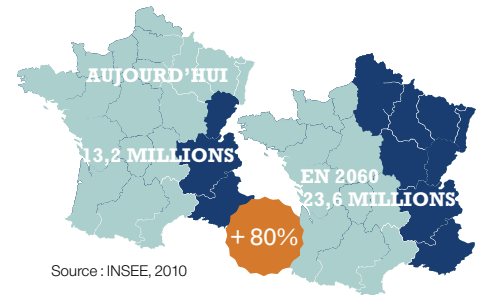 AUJOURD'HUI
13,2 MILLIONS
EN 2060
23,6 MILLIONS
+ 80%
Source : INSEE, 2010